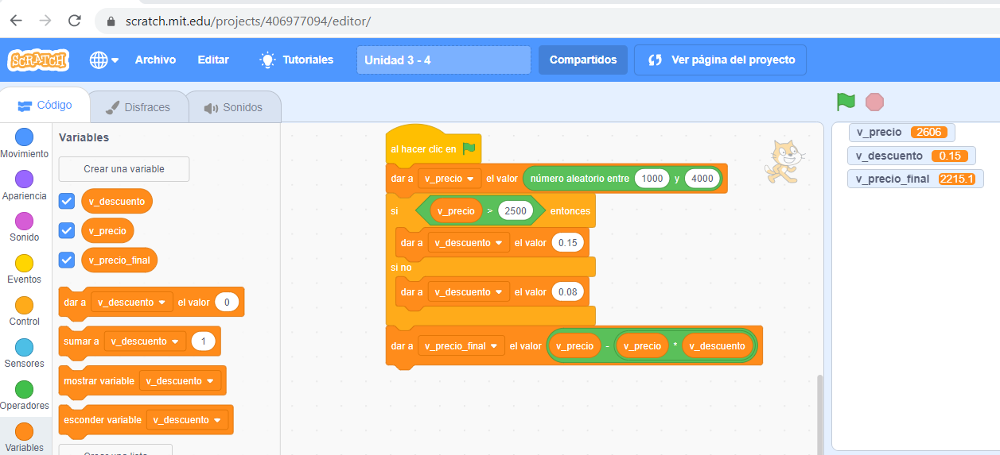 scratch.mit.edu/projects/406977094/editor/
SCRATCH
Archivo
Editar
Tutoriales
Unidad 3 - 4
Compartidos
Ver página del proyecto
Código
Disfraces
Sonidos
Movimiento
Apariencia
Sonido
Eventos
Control
Sensores
Operadores
Variables
Variables
Crear una variable
v_descuento
v_precio
v_precio_final
dar a v_descuento el valor 0
sumar a v_descuento 1
mostrar variable v_descuento
esconder variable v_descuento
Crear una lista
al hacer clic en
dar a v_precio el valor número aleatorio entre 1000 y 4000
si v_precio > 2500 entonces
dar a v_descuento el valor 0.15
si no
dar a v_descuento el valor 0.08
dar a v_precio_final el valor v_precio - v_precio * v_descuento
v_precio 2606
v_descuento 0.15
v_precio_final 2215.1